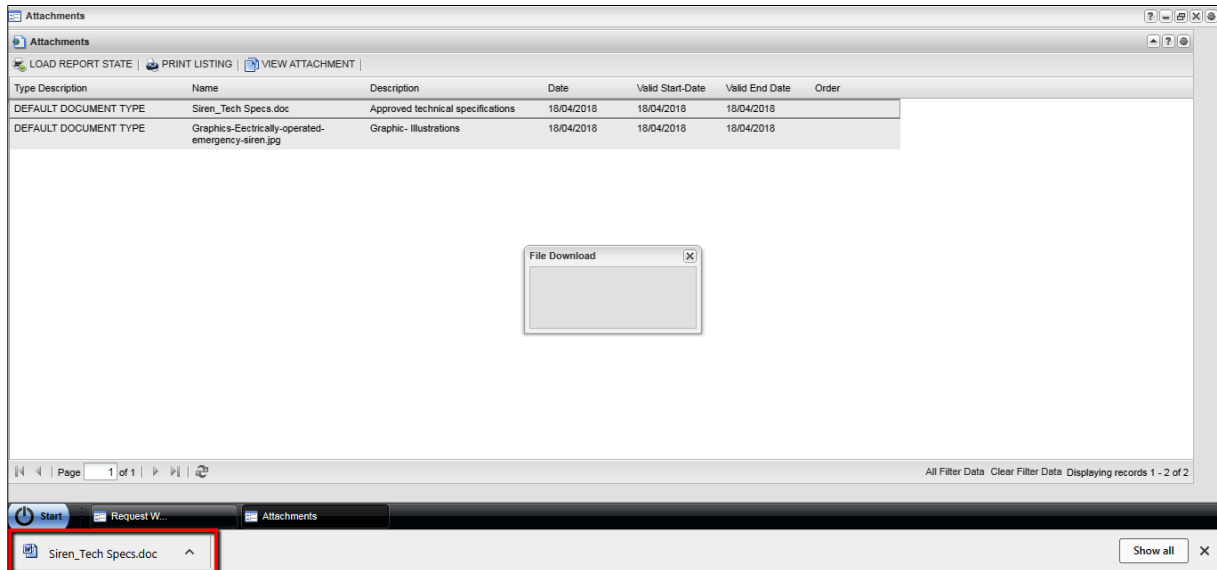 Attachments
Attachments
LOAD REPORT STATE | PRINT LISTING | VIEW ATTACHMENT |
Type Description Name Description Date Valid Start-Date Valid End Date Order
DEFAULT DOCUMENT TYPE Siren_Tech Specs.doc Approved technical specifications 18/04/2018 18/04/2018 18/04/2018
DEFAULT DOCUMENT TYPE Graphics-Eectrically-operated- Graphic- Illustrations 18/04/2018 18/04/2018 18/04/2018
emergency-siren.jpg
File Download
Page 1 of 1 All Filter Data Clear Filter Data Displaying records 1 - 2 of 2
Start Request W... Attachments
Siren_Tech Specs.doc Show all